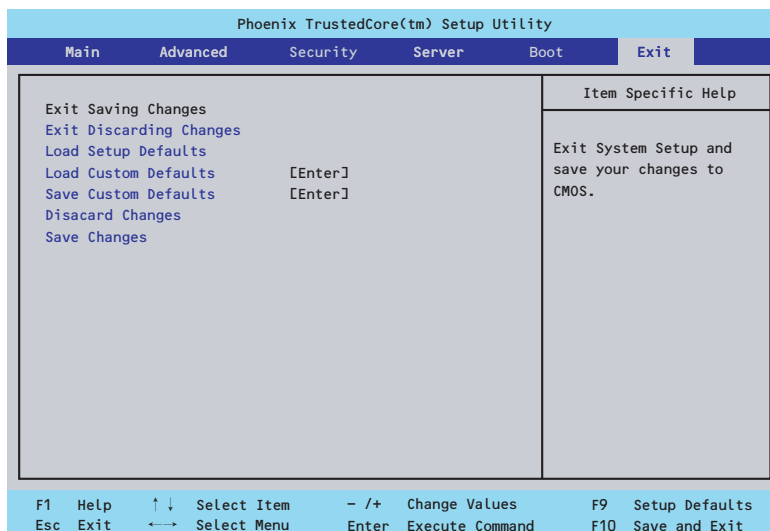 Phoenix TrustedCore(tm) Setup Utility
Main Advanced Security Server Boot Exit
Item Specific Help
Exit Saving Changes
Exit Discarding Changes
Load Setup Defaults
Load Custom Defaults [Enter]
Save Custom Defaults [Enter]
Disacard Changes
Save Changes
Exit System Setup and
save your changes to
CMOS.
F1 Help ↑↓ Select Item − /+ Change Values F9 Setup Defaults
Esc Exit ←→ Select Menu Enter Execute Command F10 Save and Exit